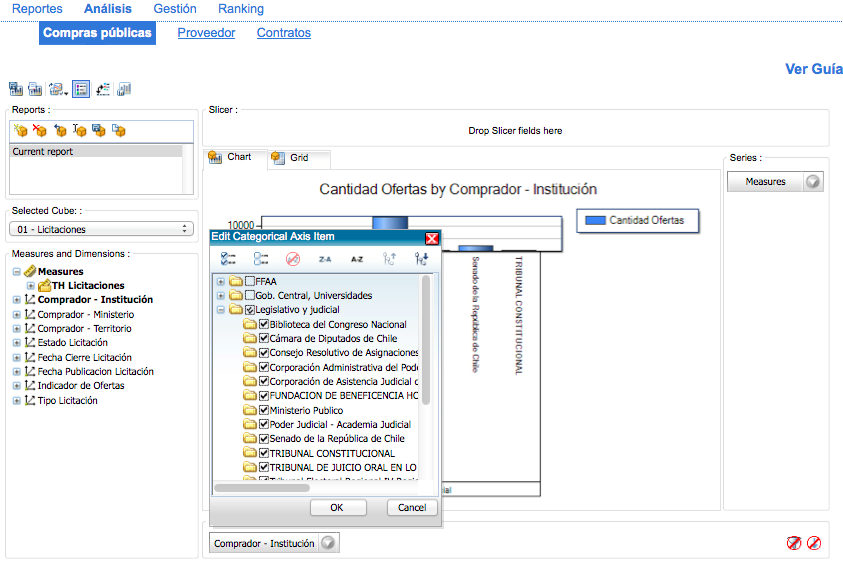 Reportes Análisis Gestión Ranking
Compras públicas Proveedor Contratos
Ver Guía
Reports :
Current report
Selected Cube: :
01 - Licitaciones
Measures and Dimensions :
Measures
TH Licitaciones
Comprador - Institución
Comprador - Ministerio
Comprador - Territorio
Estado Licitación
Fecha Cierre Licitación
Fecha Publicacion Licitación
Indicador de Ofertas
Tipo Licitación
Slicer :
Drop Slicer fields here
Chart Grid
Cantidad Ofertas by Comprador - Institución
10000
Cantidad Ofertas
Senado de la República de Chile
TRIBUNAL CONSTITUCIONAL
Edit Categorical Axis Item
Z-A A-Z
FFAA
Gob. Central, Universidades
Legislativo y judicial
Biblioteca del Congreso Nacional
Cámara de Diputados de Chile
Consejo Resolutivo de Asignaciones
Corporación Administrativa del Pode
Corporación de Asistencia Judicial
FUNDACION DE BENEFICENCIA HO
Ministerio Publico
Poder Judicial - Academia Judicial
Senado de la República de Chile
TRIBUNAL CONSTITUCIONAL
TRIBUNAL DE JUICIO ORAL EN LO
OK Cancel
Series :
Measures
Comprador - Institución